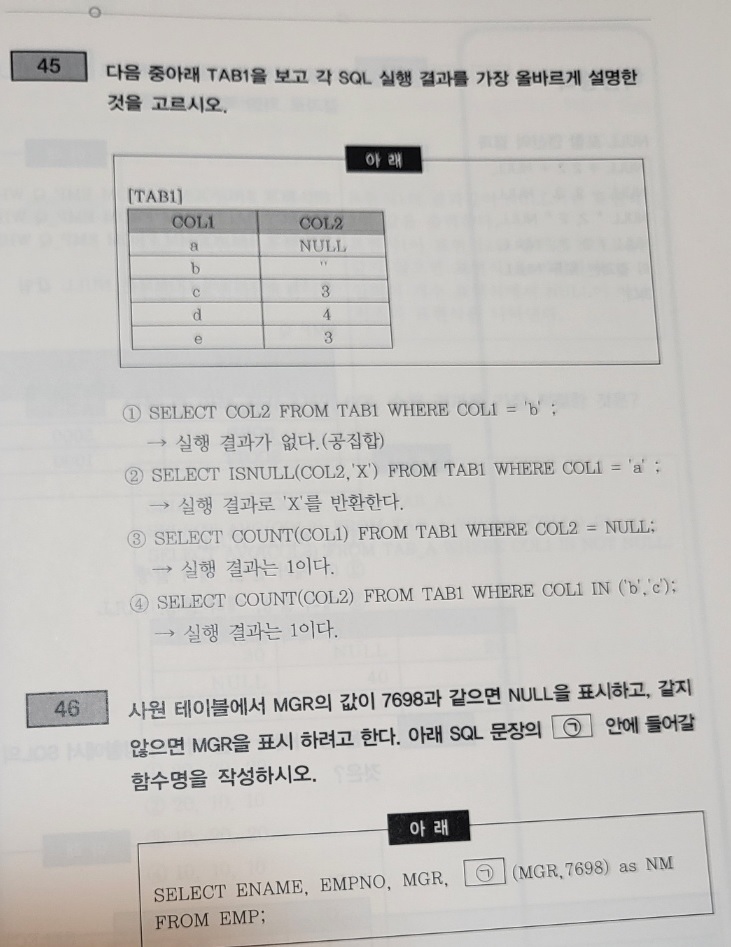 45
다음 중아래 TAB1을 보고 각 SQL 실행 결과를 가장 올바르게 설명한
것을 고르시오.
아 래
[TAB1]
COL1 COL2
a NULL
b ''
c 3
d 4
e 3
① SELECT COL2 FROM TAB1 WHERE COL1 = 'b' ;
→ 실행 결과가 없다.(공집합)
② SELECT ISNULL(COL2,'X') FROM TAB1 WHERE COL1 = 'a' ;
→ 실행 결과로 'X'를 반환한다.
③ SELECT COUNT(COL1) FROM TAB1 WHERE COL2 = NULL;
→ 실행 결과는 1이다.
④ SELECT COUNT(COL2) FROM TAB1 WHERE COL1 IN ('b','c');
→ 실행 결과는 1이다.
46
사원 테이블에서 MGR의 값이 7698과 같으면 NULL을 표시하고, 같지
않으면 MGR을 표시 하려고 한다. 아래 SQL 문장의 ㉠ 안에 들어갈
함수명을 작성하시오.
아 래
SELECT ENAME, EMPNO, MGR, ㉠ (MGR,7698) as NM
FROM EMP;